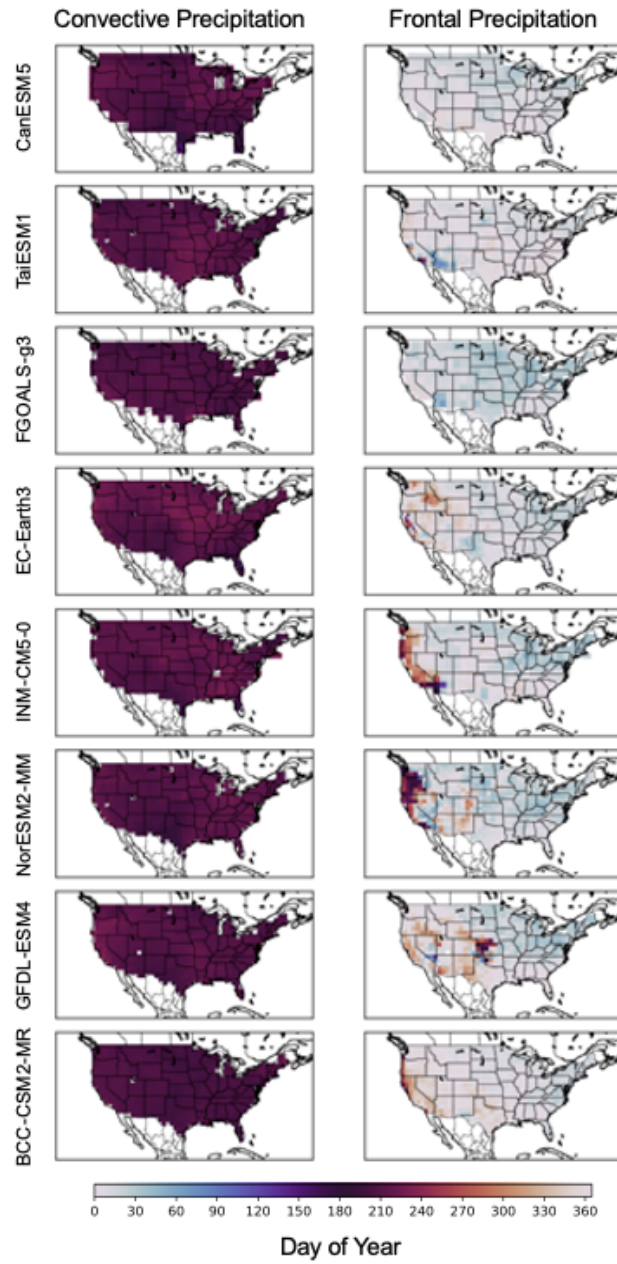 Convective Precipitation Frontal Precipitation
CanESM5
TaiESM1
FGOALS-g3
EC-Earth3
INM-CM5-0
NorESM2-MM
GFDL-ESM4
BCC-CSM2-MR
0 30 60 90 120 150 180 210 240 270 300 330 360
Day of Year